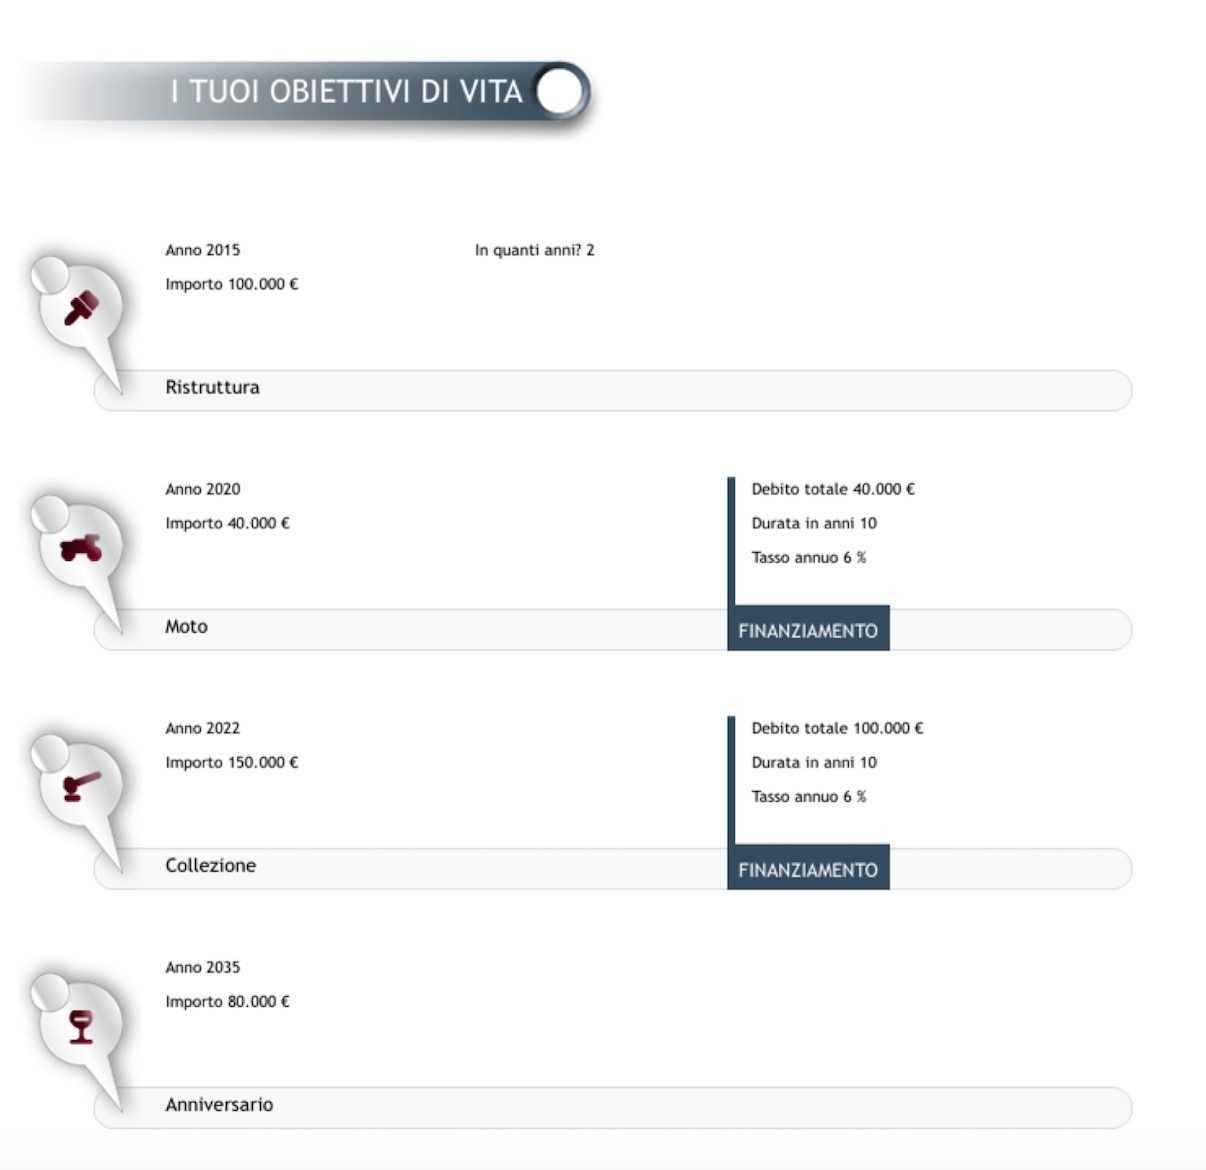 I TUOI OBIETTIVI DI VITA
Anno 2015 In quanti anni? 2
Importo 100.000 €
Ristruttura
Anno 2020 Debito totale 40.000 €
Importo 40.000 € Durata in anni 10
Tasso annuo 6 %
Moto FINANZIAMENTO
Anno 2022 Debito totale 100.000 €
Importo 150.000 € Durata in anni 10
Tasso annuo 6 %
Collezione FINANZIAMENTO
Anno 2035
Importo 80.000 €
Anniversario